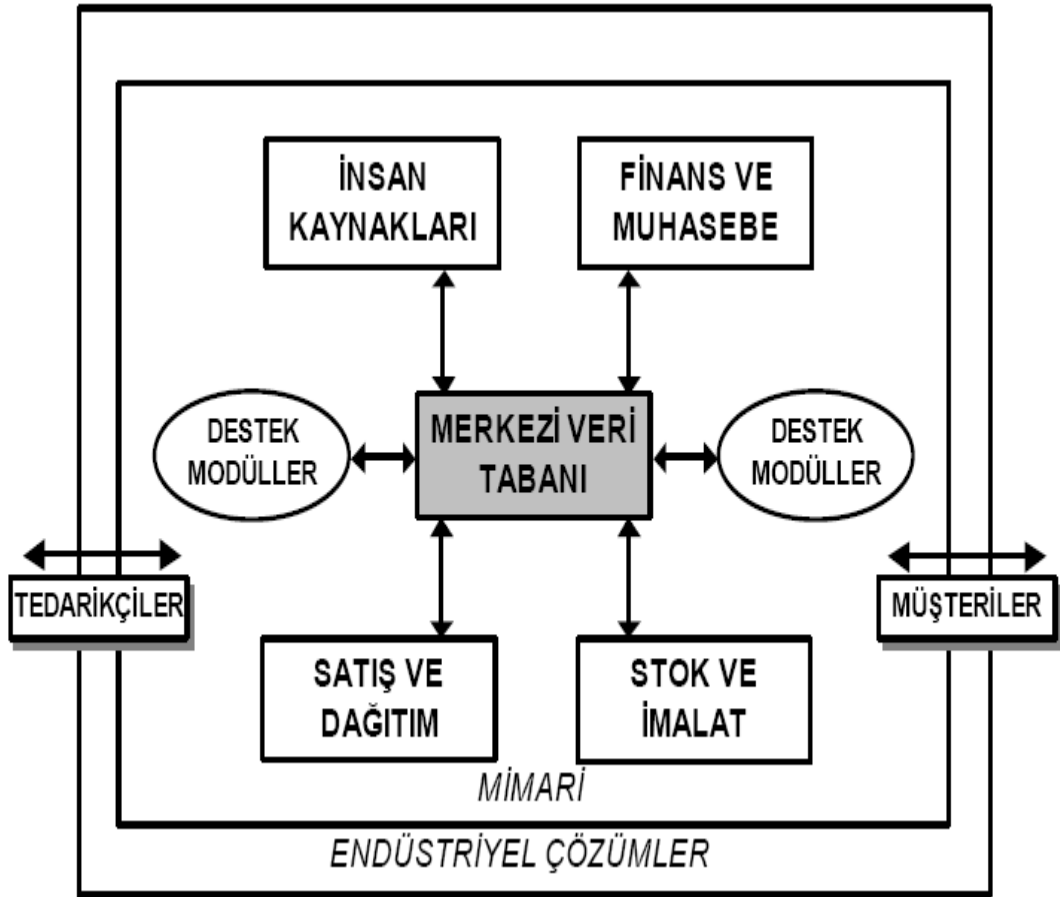 İNSAN
KAYNAKLARI
FİNANS VE
MUHASEBE
DESTEK
MODÜLLER
MERKEZİ VERİ
TABANI
DESTEK
MODÜLLER
TEDARİKÇİLER
MÜŞTERİLER
SATIŞ VE
DAĞITIM
STOK VE
İMALAT
MİMARİ
ENDÜSTRİYEL ÇÖZÜMLER